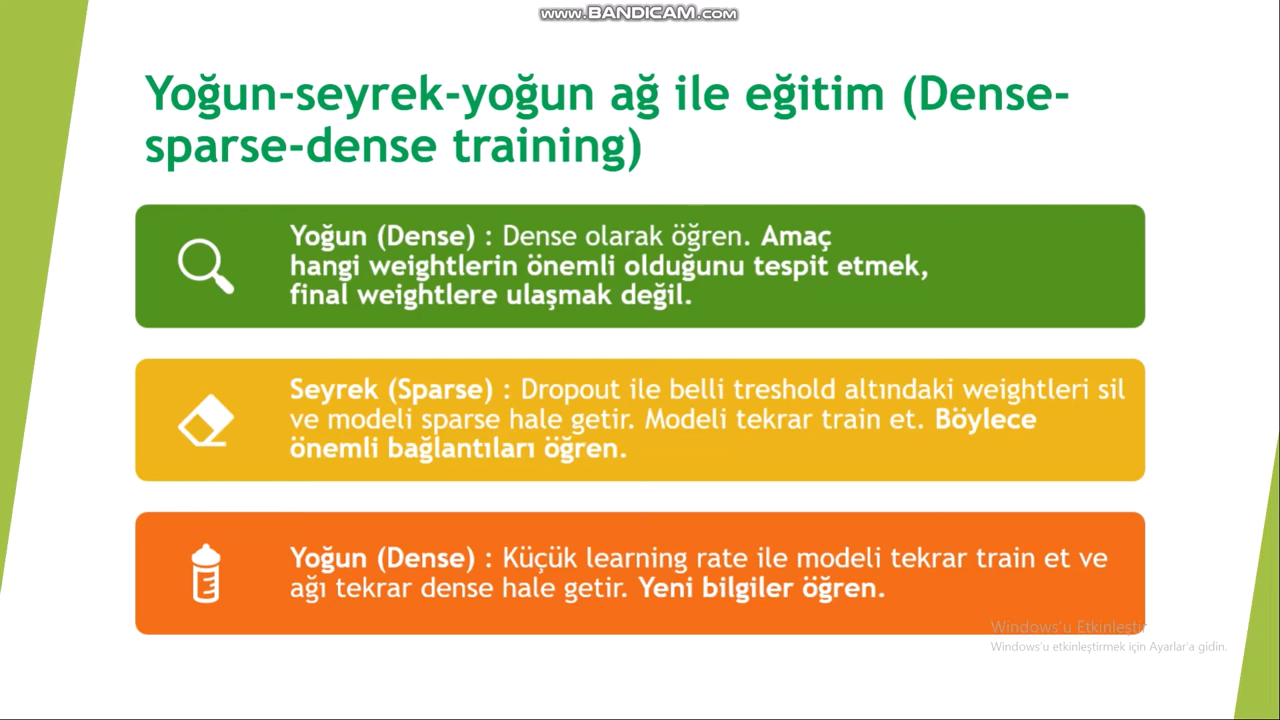 www.BANDICAM.com
Yoğun-seyrek-yoğun ağ ile eğitim (Dense-
sparse-dense training)
Yoğun (Dense) : Dense olarak öğren. Amaç
hangi weightlerin önemli olduğunu tespit etmek,
final weightlere ulaşmak değil.
Seyrek (Sparse) : Dropout ile belli treshold altındaki weightleri sil
ve modeli sparse hale getir. Modeli tekrar train et. Böylece
önemli bağlantıları öğren.
Yoğun (Dense) : Küçük learning rate ile modeli tekrar train et ve
ağı tekrar dense hale getir. Yeni bilgiler öğren.
Windows'u Etkinleştir
Windows'u etkinleştirmek için Ayarlar'a gidin.